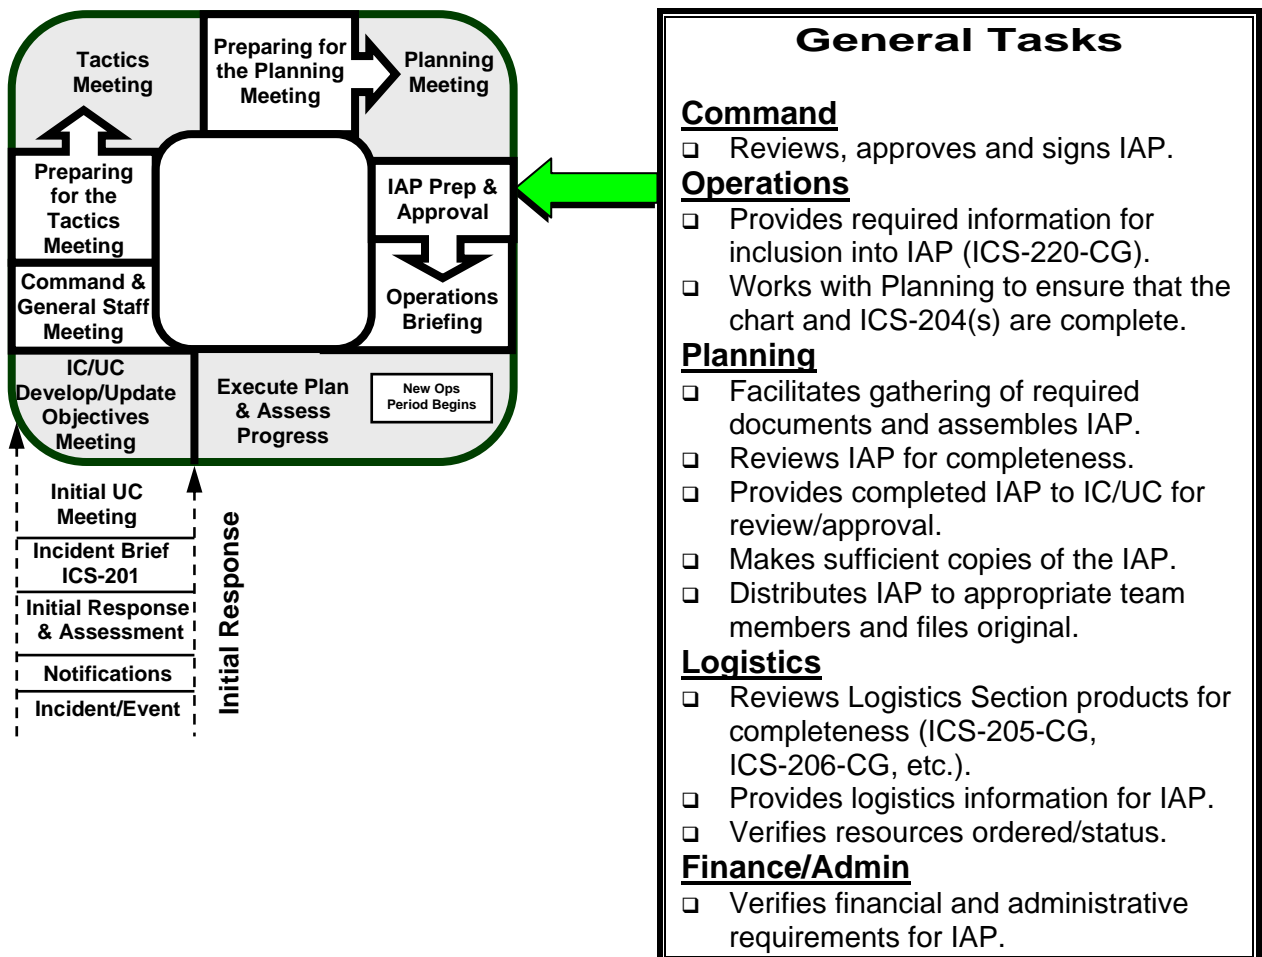 Tactics
Meeting
Preparing for
the Planning
Meeting
Planning
Meeting
Preparing
for the
Tactics
Meeting
IAP Prep &
Approval
Command &
General Staff
Meeting
Operations
Briefing
IC/UC
Develop/Update
Objectives
Meeting
Execute Plan
& Assess
Progress
New Ops
Period Begins
Initial UC
Meeting
Incident Brief
ICS-201
Initial Response
& Assessment
Notifications
Incident/Event
Initial Response
General Tasks
Command
❑ Reviews, approves and signs IAP.
Operations
❑ Provides required information for
inclusion into IAP (ICS-220-CG).
❑ Works with Planning to ensure that the
chart and ICS-204(s) are complete.
Planning
❑ Facilitates gathering of required
documents and assembles IAP.
❑ Reviews IAP for completeness.
❑ Provides completed IAP to IC/UC for
review/approval.
❑ Makes sufficient copies of the IAP.
❑ Distributes IAP to appropriate team
members and files original.
Logistics
❑ Reviews Logistics Section products for
completeness (ICS-205-CG,
ICS-206-CG, etc.).
❑ Provides logistics information for IAP.
❑ Verifies resources ordered/status.
Finance/Admin
❑ Verifies financial and administrative
requirements for IAP.